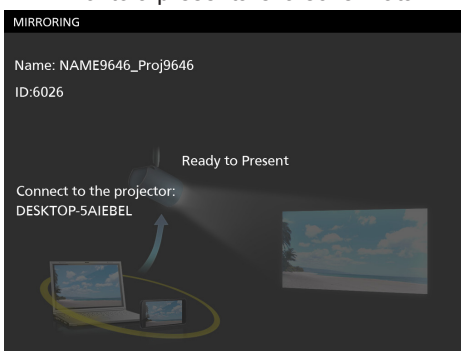 MIRRORING
Name: NAME9646_Proj9646
ID:6026
Ready to Present
Connect to the projector:
DESKTOP-5AIEBEL